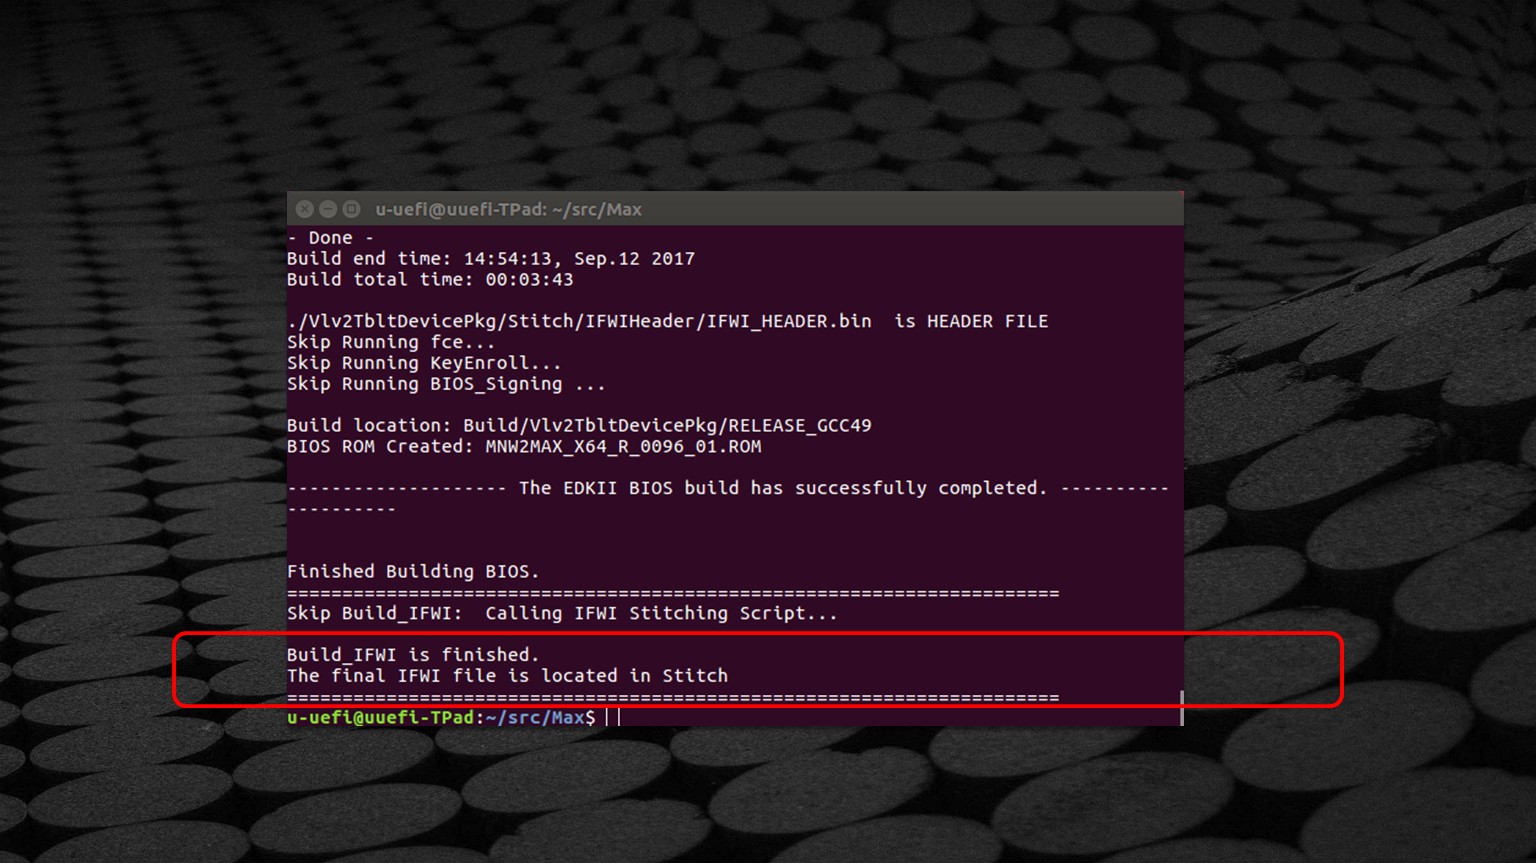 u-uefi@uuefi-TPad: ~/src/Max
- Done -
Build end time: 14:54:13, Sep.12 2017
Build total time: 00:03:43
./Vlv2TbltDevicePkg/Stitch/IFWIHeader/IFWI_HEADER.bin  is HEADER FILE
Skip Running fce...
Skip Running KeyEnroll...
Skip Running BIOS_Signing ...
Build location: Build/Vlv2TbltDevicePkg/RELEASE_GCC49
BIOS ROM Created: MNW2MAX_X64_R_0096_01.ROM
-------------------- The EDKII BIOS build has successfully completed. ----------
----------
Finished Building BIOS.
======================================================================
Skip Build_IFWI:  Calling IFWI Stitching Script...
Build_IFWI is finished.
The final IFWI file is located in Stitch
======================================================================
u-uefi@uuefi-TPad:~/src/Max$